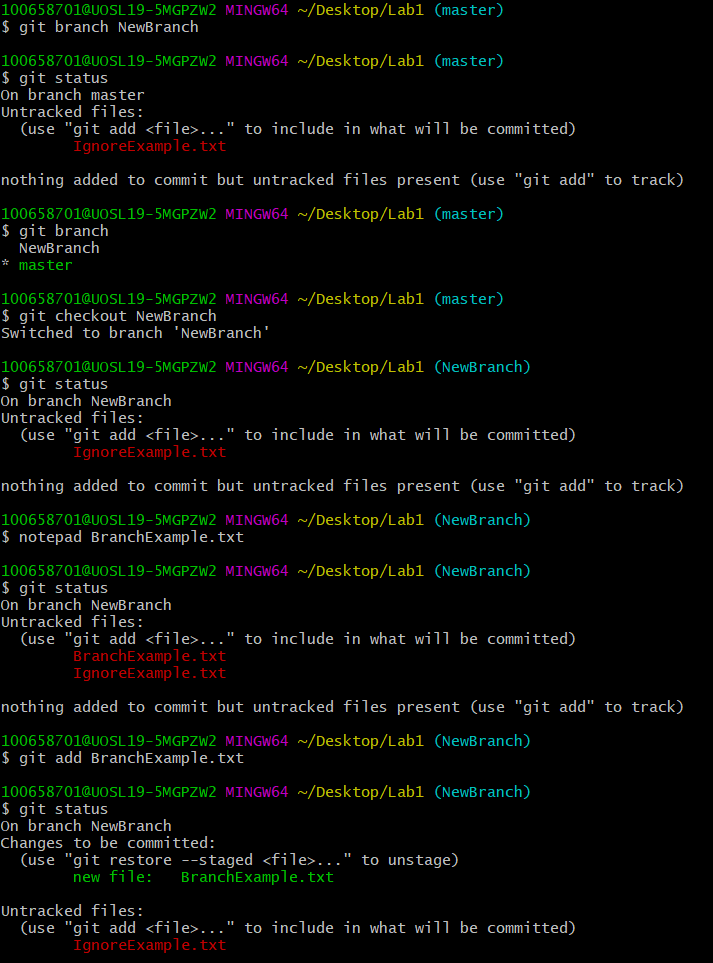 100658701@UOSL19-5MGPZW2 MINGW64 ~/Desktop/Lab1 (master)
$ git branch NewBranch

100658701@UOSL19-5MGPZW2 MINGW64 ~/Desktop/Lab1 (master)
$ git status
On branch master
Untracked files:
  (use "git add <file>..." to include in what will be committed)
        IgnoreExample.txt

nothing added to commit but untracked files present (use "git add" to track)

100658701@UOSL19-5MGPZW2 MINGW64 ~/Desktop/Lab1 (master)
$ git branch
  NewBranch
* master

100658701@UOSL19-5MGPZW2 MINGW64 ~/Desktop/Lab1 (master)
$ git checkout NewBranch
Switched to branch 'NewBranch'

100658701@UOSL19-5MGPZW2 MINGW64 ~/Desktop/Lab1 (NewBranch)
$ git status
On branch NewBranch
Untracked files:
  (use "git add <file>..." to include in what will be committed)
        IgnoreExample.txt

nothing added to commit but untracked files present (use "git add" to track)

100658701@UOSL19-5MGPZW2 MINGW64 ~/Desktop/Lab1 (NewBranch)
$ notepad BranchExample.txt

100658701@UOSL19-5MGPZW2 MINGW64 ~/Desktop/Lab1 (NewBranch)
$ git status
On branch NewBranch
Untracked files:
  (use "git add <file>..." to include in what will be committed)
        BranchExample.txt
        IgnoreExample.txt

nothing added to commit but untracked files present (use "git add" to track)

100658701@UOSL19-5MGPZW2 MINGW64 ~/Desktop/Lab1 (NewBranch)
$ git add BranchExample.txt

100658701@UOSL19-5MGPZW2 MINGW64 ~/Desktop/Lab1 (NewBranch)
$ git status
On branch NewBranch
Changes to be committed:
  (use "git restore --staged <file>..." to unstage)
        new file:   BranchExample.txt

Untracked files:
  (use "git add <file>..." to include in what will be committed)
        IgnoreExample.txt